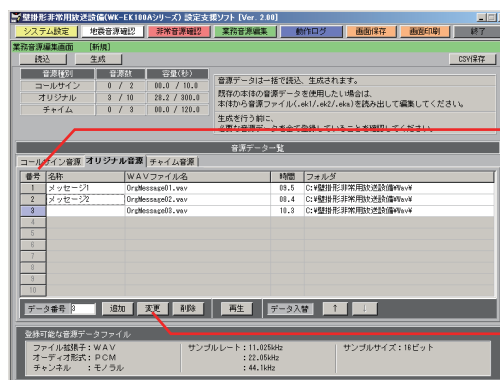 壁掛形非常用放送設備(WK-EK100Aシリーズ) 設定支援ソフト [Ver. 2.00]
システム設定 地震音源確認 非常音源確認 業務音源編集 動作ログ 画面保存 画面印刷 終了
業務音源編集画面 [新規]
読込 生成 CSV保存
音源種別 音源数 容量(秒)
コールサイン 0 / 2 00.0 / 10.0
オリジナル 3 / 10 28.2 / 300.0
チャイム 0 / 3 00.0 / 120.0
音源データは一括で読込、生成されます。
既存の本体の音源データを使用したい場合は、
本体から音源ファイル(.ek1/.ek2/.eks)を読み出して編集してください。
生成を行う前に、
必要な音源データを全て登録していることを確認してください。
音源データ一覧
コールサイン音源 オリジナル音源 チャイム音源
番号 名称 WAVファイル名 時間 フォルダ
1 メッセージ1 OrgMessage01.wav 09.5 C:¥壁掛形非常用放送設備¥Wav¥
2 メッセージ2 OrgMessage02.wav 08.4 C:¥壁掛形非常用放送設備¥Wav¥
3 OrgMessage03.wav 10.3 C:¥壁掛形非常用放送設備¥Wav¥
4
5
6
7
8
9
10
データ番号 3 追加 変更 削除 再生 データ入替 ↑ ↓
登録可能な音源データファイル
ファイル拡張子：WAV サンプルレート：11.025kHz サンプルサイズ：16ビット
オーディオ形式：PCM ：22.05kHz
チャンネル ：モノラル ：44.1kHz